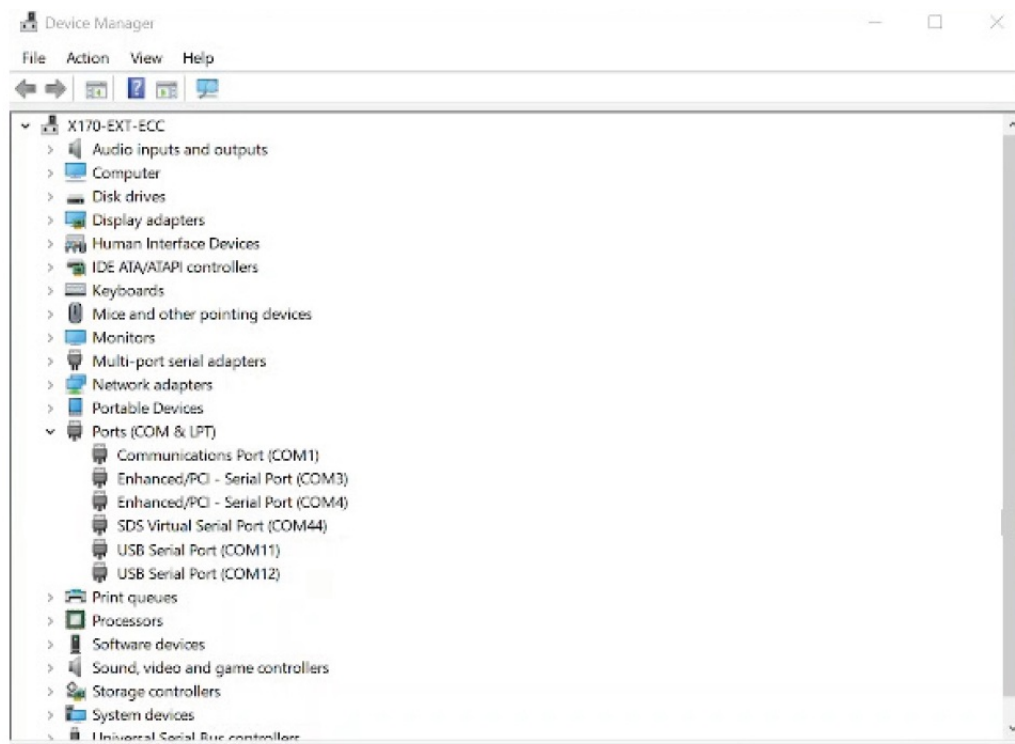 Device Manager
File Action View Help
X170-EXT-ECC
Audio inputs and outputs
Computer
Disk drives
Display adapters
Human Interface Devices
IDE ATA/ATAPI controllers
Keyboards
Mice and other pointing devices
Monitors
Multi-port serial adapters
Network adapters
Portable Devices
Ports (COM & LPT)
Communications Port (COM1)
Enhanced/PCI - Serial Port (COM3)
Enhanced/PCI - Serial Port (COM4)
SDS Virtual Serial Port (COM44)
USB Serial Port (COM11)
USB Serial Port (COM12)
Print queues
Processors
Software devices
Sound, video and game controllers
Storage controllers
System devices
Universal Serial Bus controllers